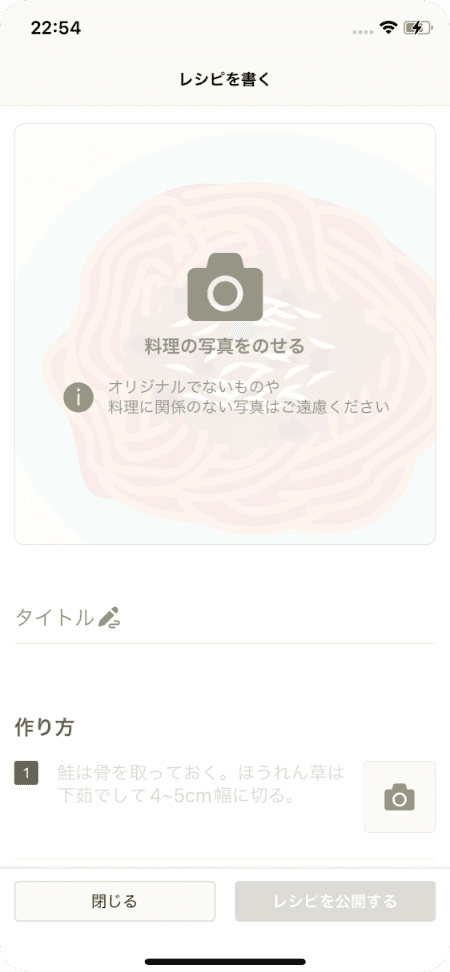 22:54
レシピを書く
料理の写真をのせる
オリジナルでないものや
料理に関係のない写真はご遠慮ください
タイトル
作り方
1
鮭は骨を取っておく。ほうれん草は
下茹でして4~5cm幅に切る。
閉じる
レシピを公開する